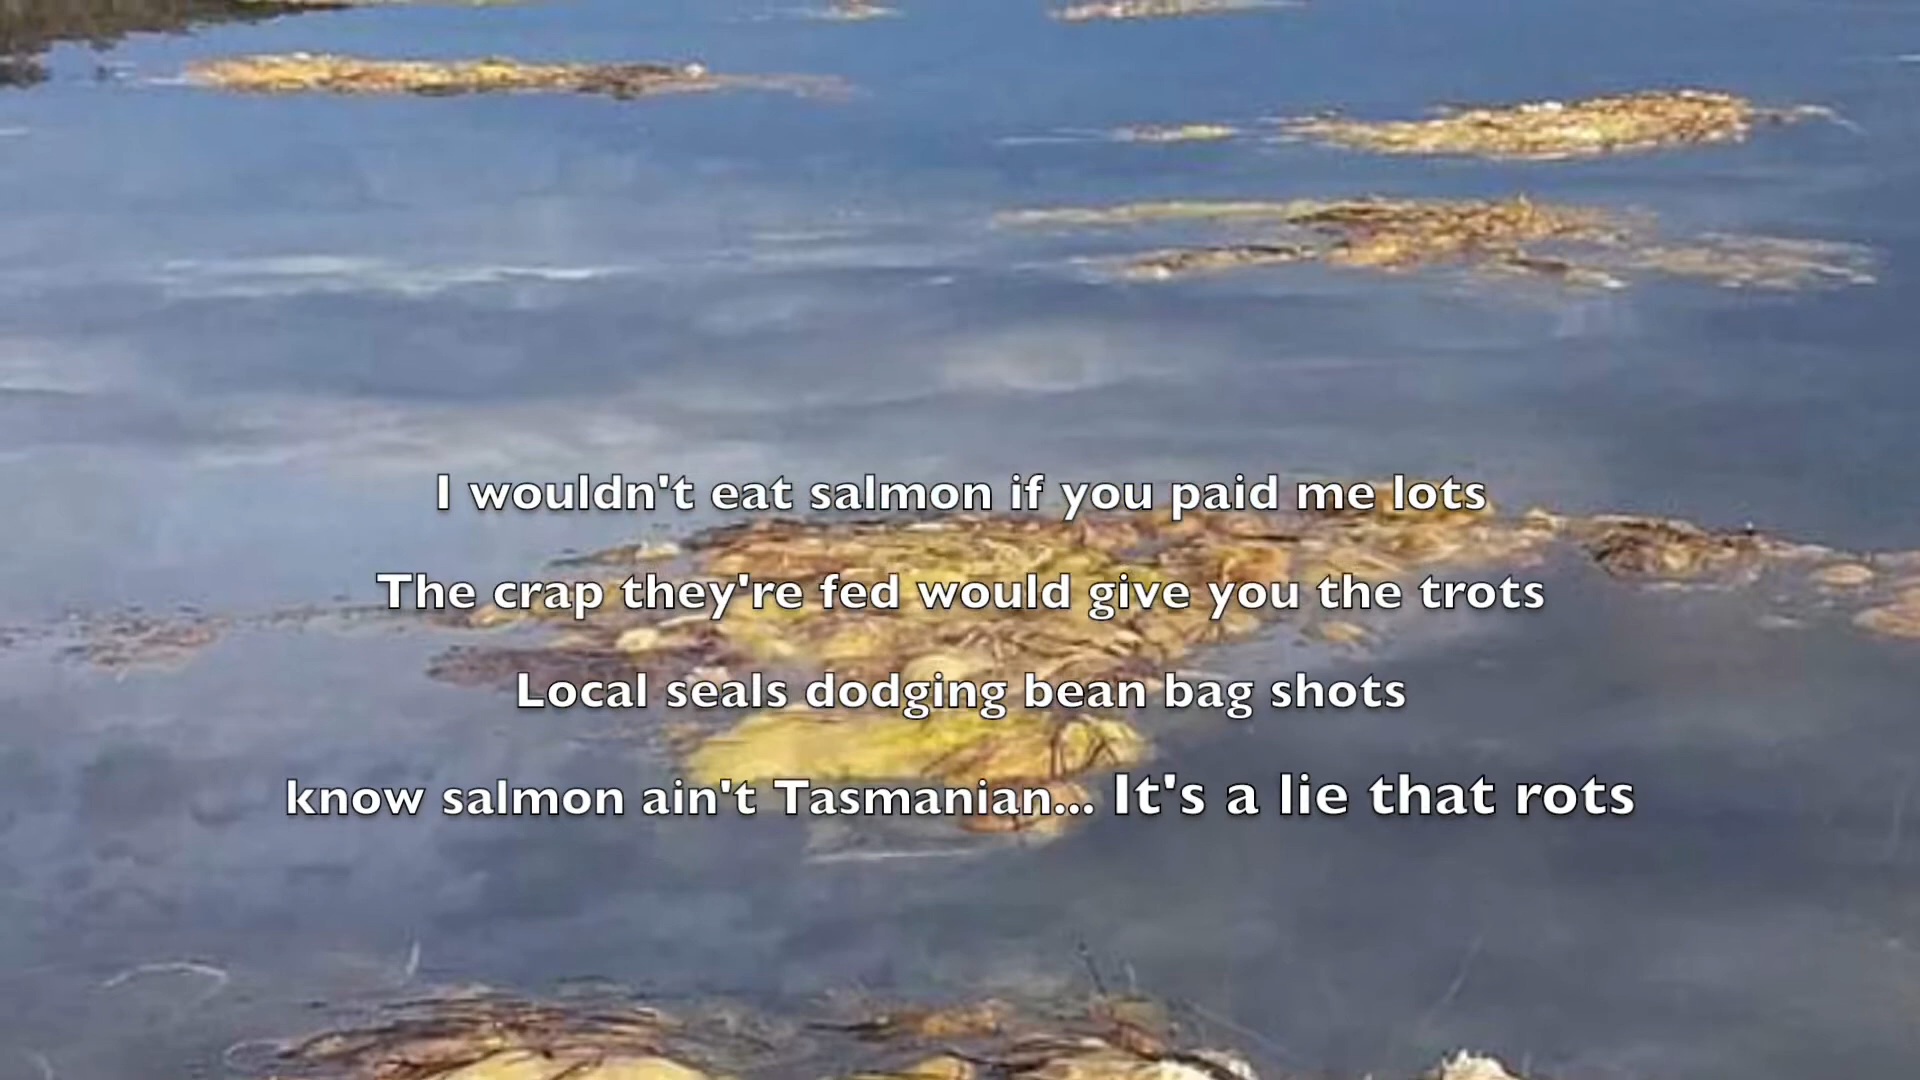 I wouldn't eat salmon if you paid me lots
The crap they're fed would give you the trots
Local seals dodging bean bag shots
know salmon ain't Tasmanian... It's a lie that rots